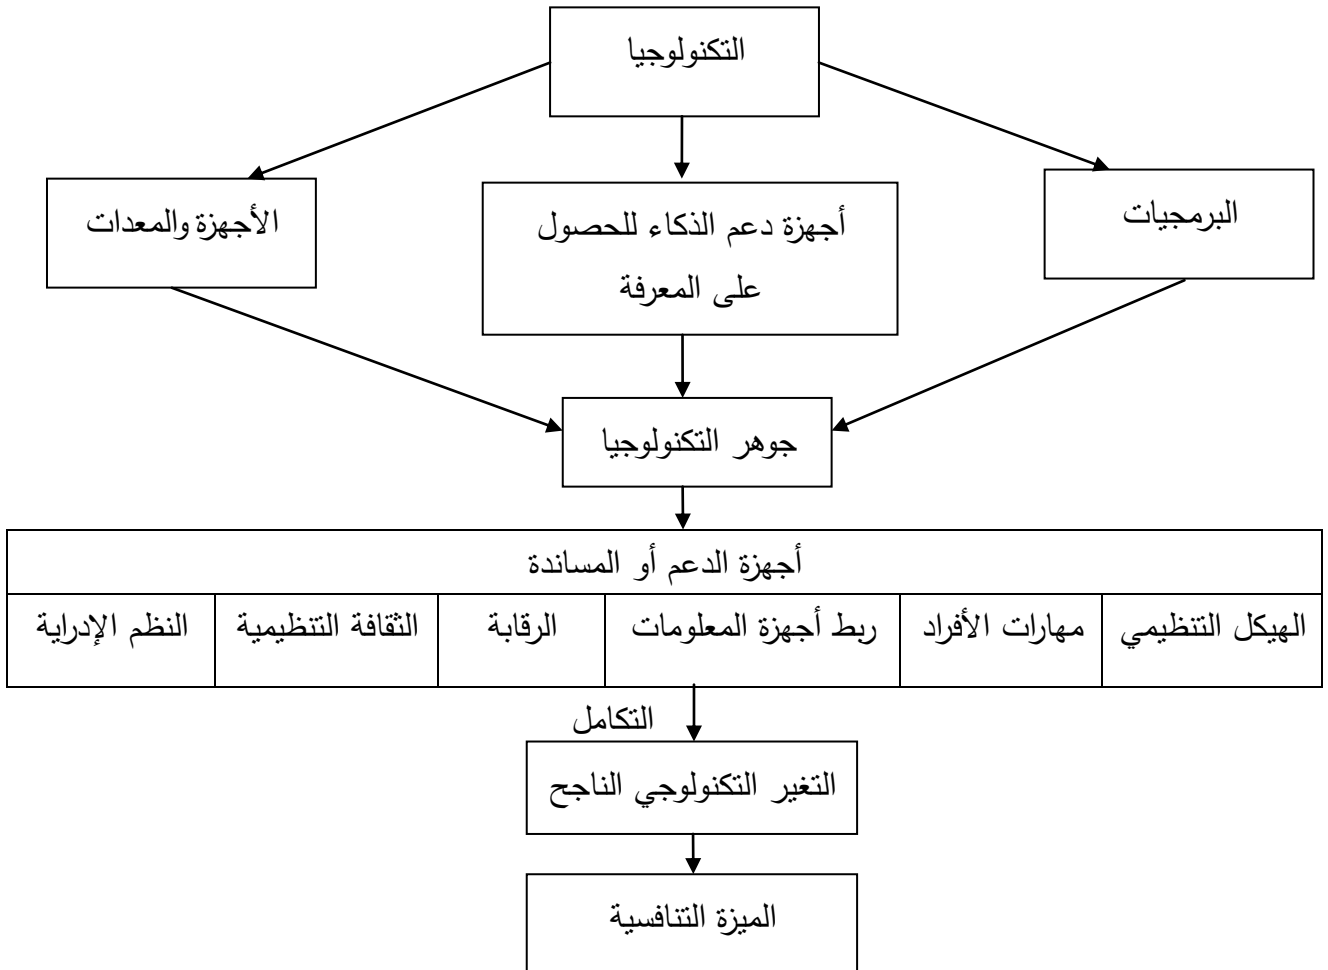 التكنولوجيا
البرمجيات
أجهزة دعم الذكاء للحصول
على المعرفة
الأجهزة والمعدات
جوهر التكنولوجيا
أجهزة الدعم أو المساندة
الهيكل التنظيمي
مهارات الأفراد
ربط أجهزة المعلومات
الرقابة
الثقافة التنظيمية
النظم الإدراية
التكامل
التغير التكنولوجي الناجح
الميزة التنافسية